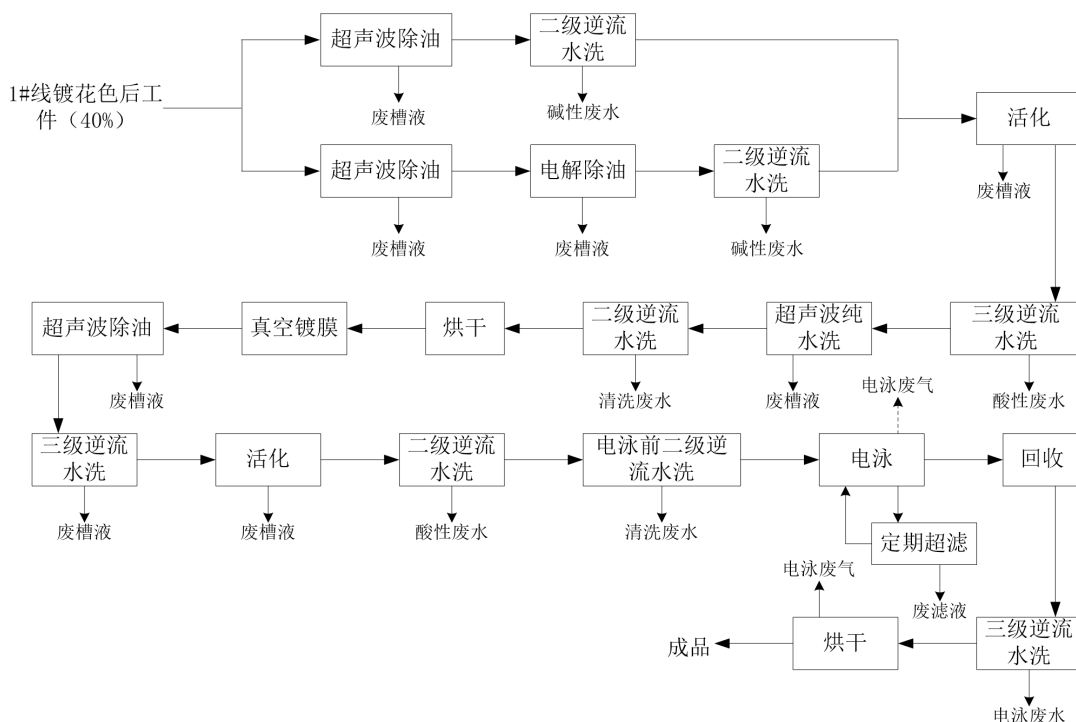 超声波除油
二级逆流
水洗
1#线镀花色后工
件（40%）
废槽液
碱性废水
活化
超声波除油
电解除油
二级逆流
水洗
废槽液
废槽液
废槽液
碱性废水
超声波除油
真空镀膜
烘干
二级逆流
水洗
超声波纯
水洗
三级逆流
水洗
废槽液
清洗废水
废槽液
电泳废气
酸性废水
三级逆流
水洗
活化
二级逆流
水洗
电泳前二级逆
流水洗
电泳
回收
废槽液
废槽液
酸性废水
清洗废水
定期超滤
电泳废气
废滤液
成品
烘干
三级逆流
水洗
电泳废水